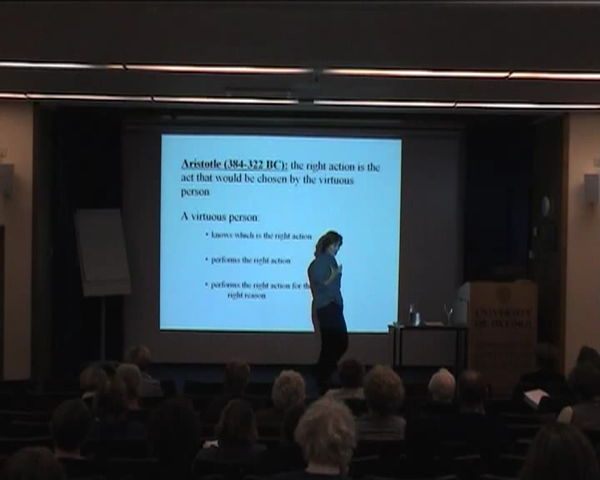 Aristotle (384-322 BC): the right action is the
act that would be chosen by the virtuous
person
A virtuous person:
• knows which is the right action
• performs the right action
• performs the right action for the
right reason
UNIVERSITY
OF OXFORD